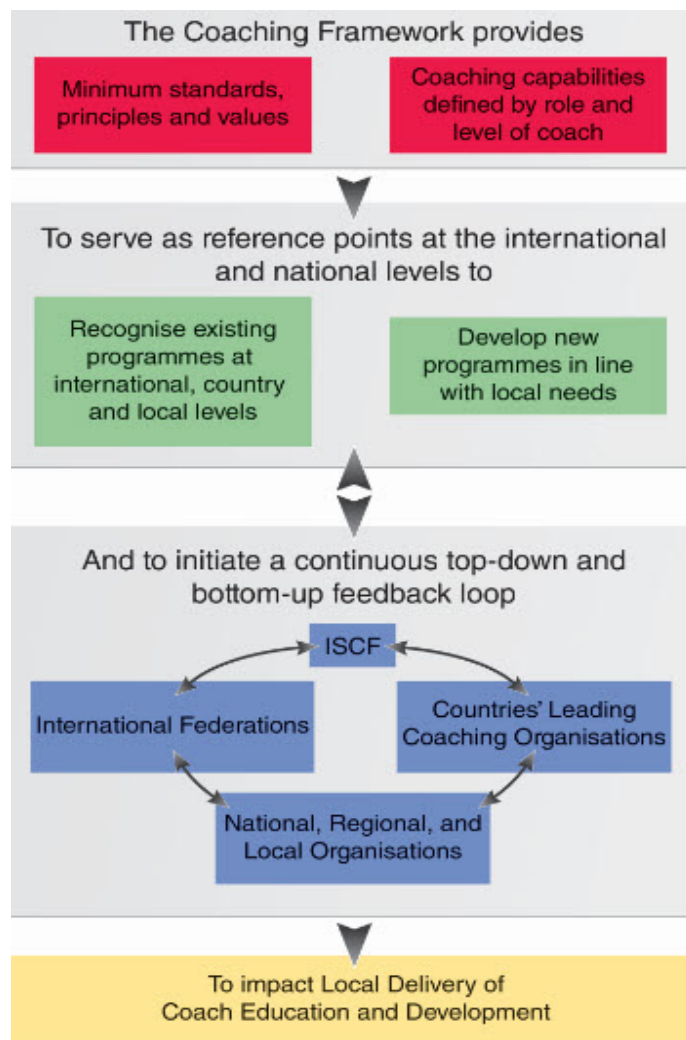 The Coaching Framework provides
Minimum standards,
principles and values
Coaching capabilities
defined by role and
level of coach
To serve as reference points at the international
and national levels to
Recognise existing
programmes at
international, country
and local levels
Develop new
programmes in line
with local needs
And to initiate a continuous top-down and
bottom-up feedback loop
ISCF
International Federations
Countries' Leading
Coaching Organisations
National, Regional, and
Local Organisations
To impact Local Delivery of
Coach Education and Development